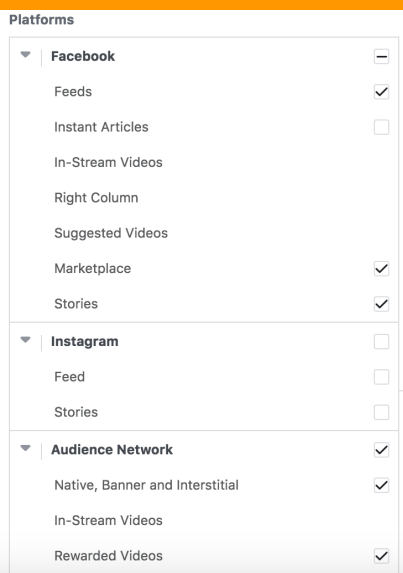 Platforms
Facebook
Feeds
Instant Articles
In-Stream Videos
Right Column
Suggested Videos
Marketplace
Stories
Instagram
Feed
Stories
Audience Network
Native, Banner and Interstitial
In-Stream Videos
Rewarded Videos